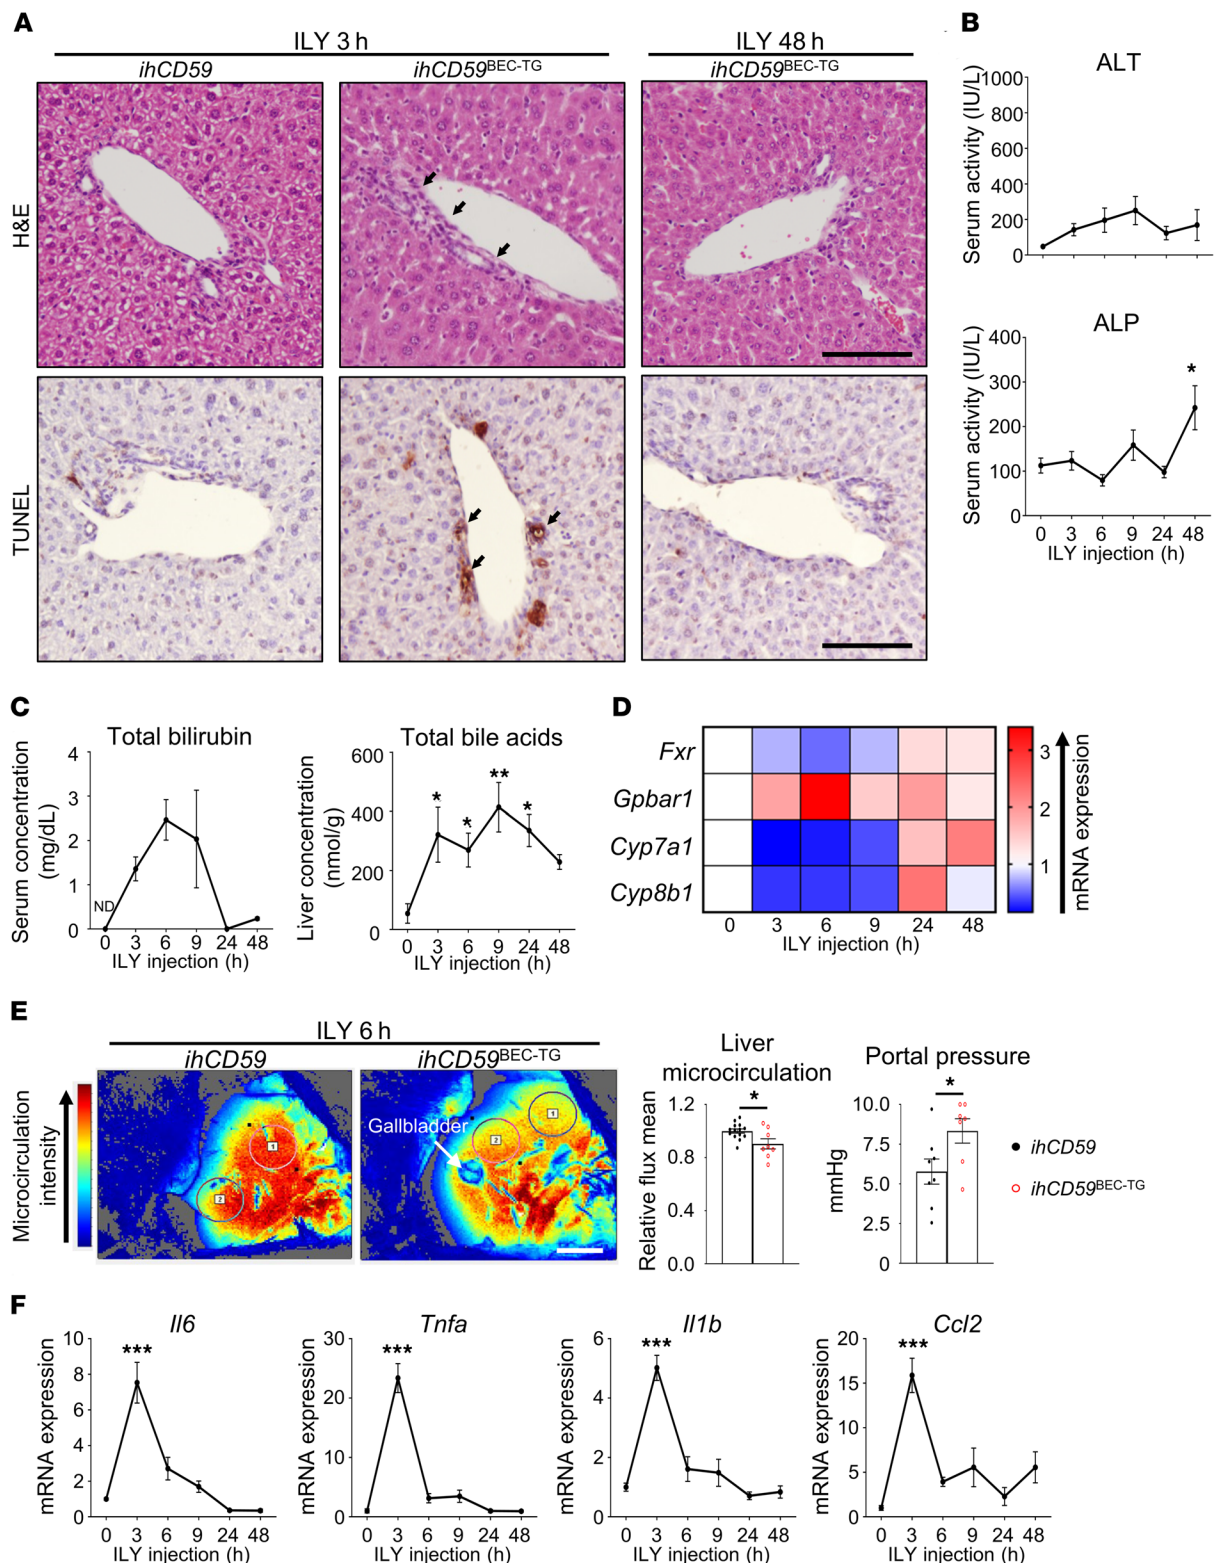 A
ILY 3 h
ILY 48 h
ihCD59
ihCD59BEC-TG
ihCD59BEC-TG
H&E
TUNEL
B
ALT
Serum activity (IU/L)
1000
800
600
400
200
0
ALP
Serum activity (IU/L)
400
300
200
100
0
*
0 3 6 9 24 48
ILY injection (h)
C
Total bilirubin
Serum concentration
(mg/dL)
4
3
2
1
0
ND
0 3 6 9 24 48
ILY injection (h)
Total bile acids
Liver concentration
(nmol/g)
600
400
200
0
* * ** *
0 3 6 9 24 48
ILY injection (h)
D
Fxr
Gpbar1
Cyp7a1
Cyp8b1
0 3 6 9 24 48
ILY injection (h)
3
2
1
mRNA expression
E
ILY 6 h
ihCD59
ihCD59BEC-TG
Microcirculation
intensity
1
2
Gallbladder
1
2
Liver
microcirculation
Relative flux mean
1.2
0.8
0.4
0.0
*
Portal pressure
mmHg
10.0
7.5
5.0
2.5
0
*
ihCD59
ihCD59BEC-TG
F
Il6
mRNA expression
10
8
6
4
2
0
***
0 3 6 9 24 48
ILY injection (h)
Tnfa
mRNA expression
30
20
10
0
***
0 3 6 9 24 48
ILY injection (h)
Il1b
mRNA expression
6
4
2
0
***
0 3 6 9 24 48
ILY injection (h)
Ccl2
mRNA expression
20
15
10
5
0
***
0 3 6 9 24 48
ILY injection (h)